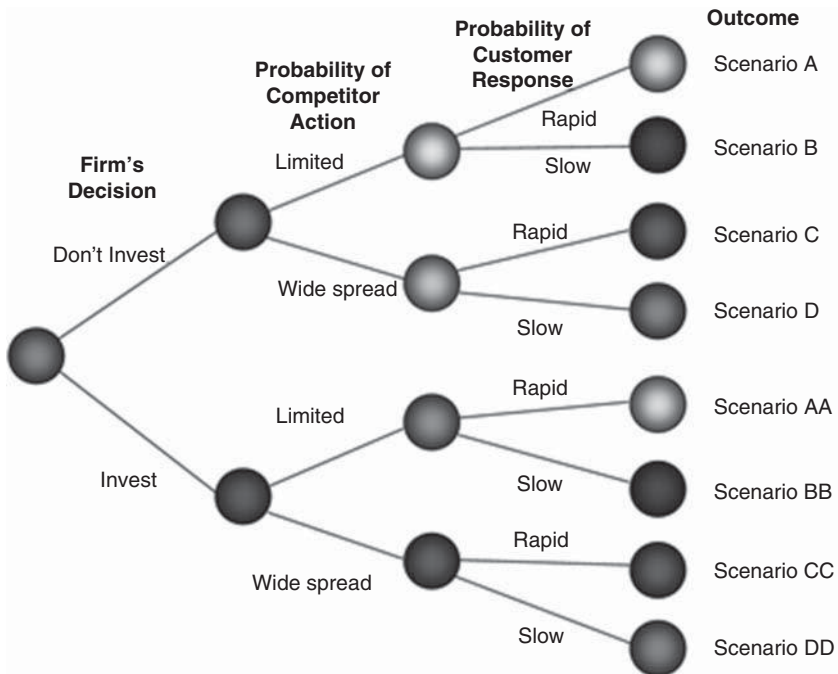 Outcome
Probability of
Customer
Response
Scenario A
Probability of
Competitor
Action
Rapid
Limited
Slow
Scenario B
Firm's
Decision
Don't Invest
Rapid
Scenario C
Wide spread
Slow
Scenario D
Limited
Rapid
Scenario AA
Invest
Slow
Scenario BB
Wide spread
Rapid
Scenario CC
Slow
Scenario DD